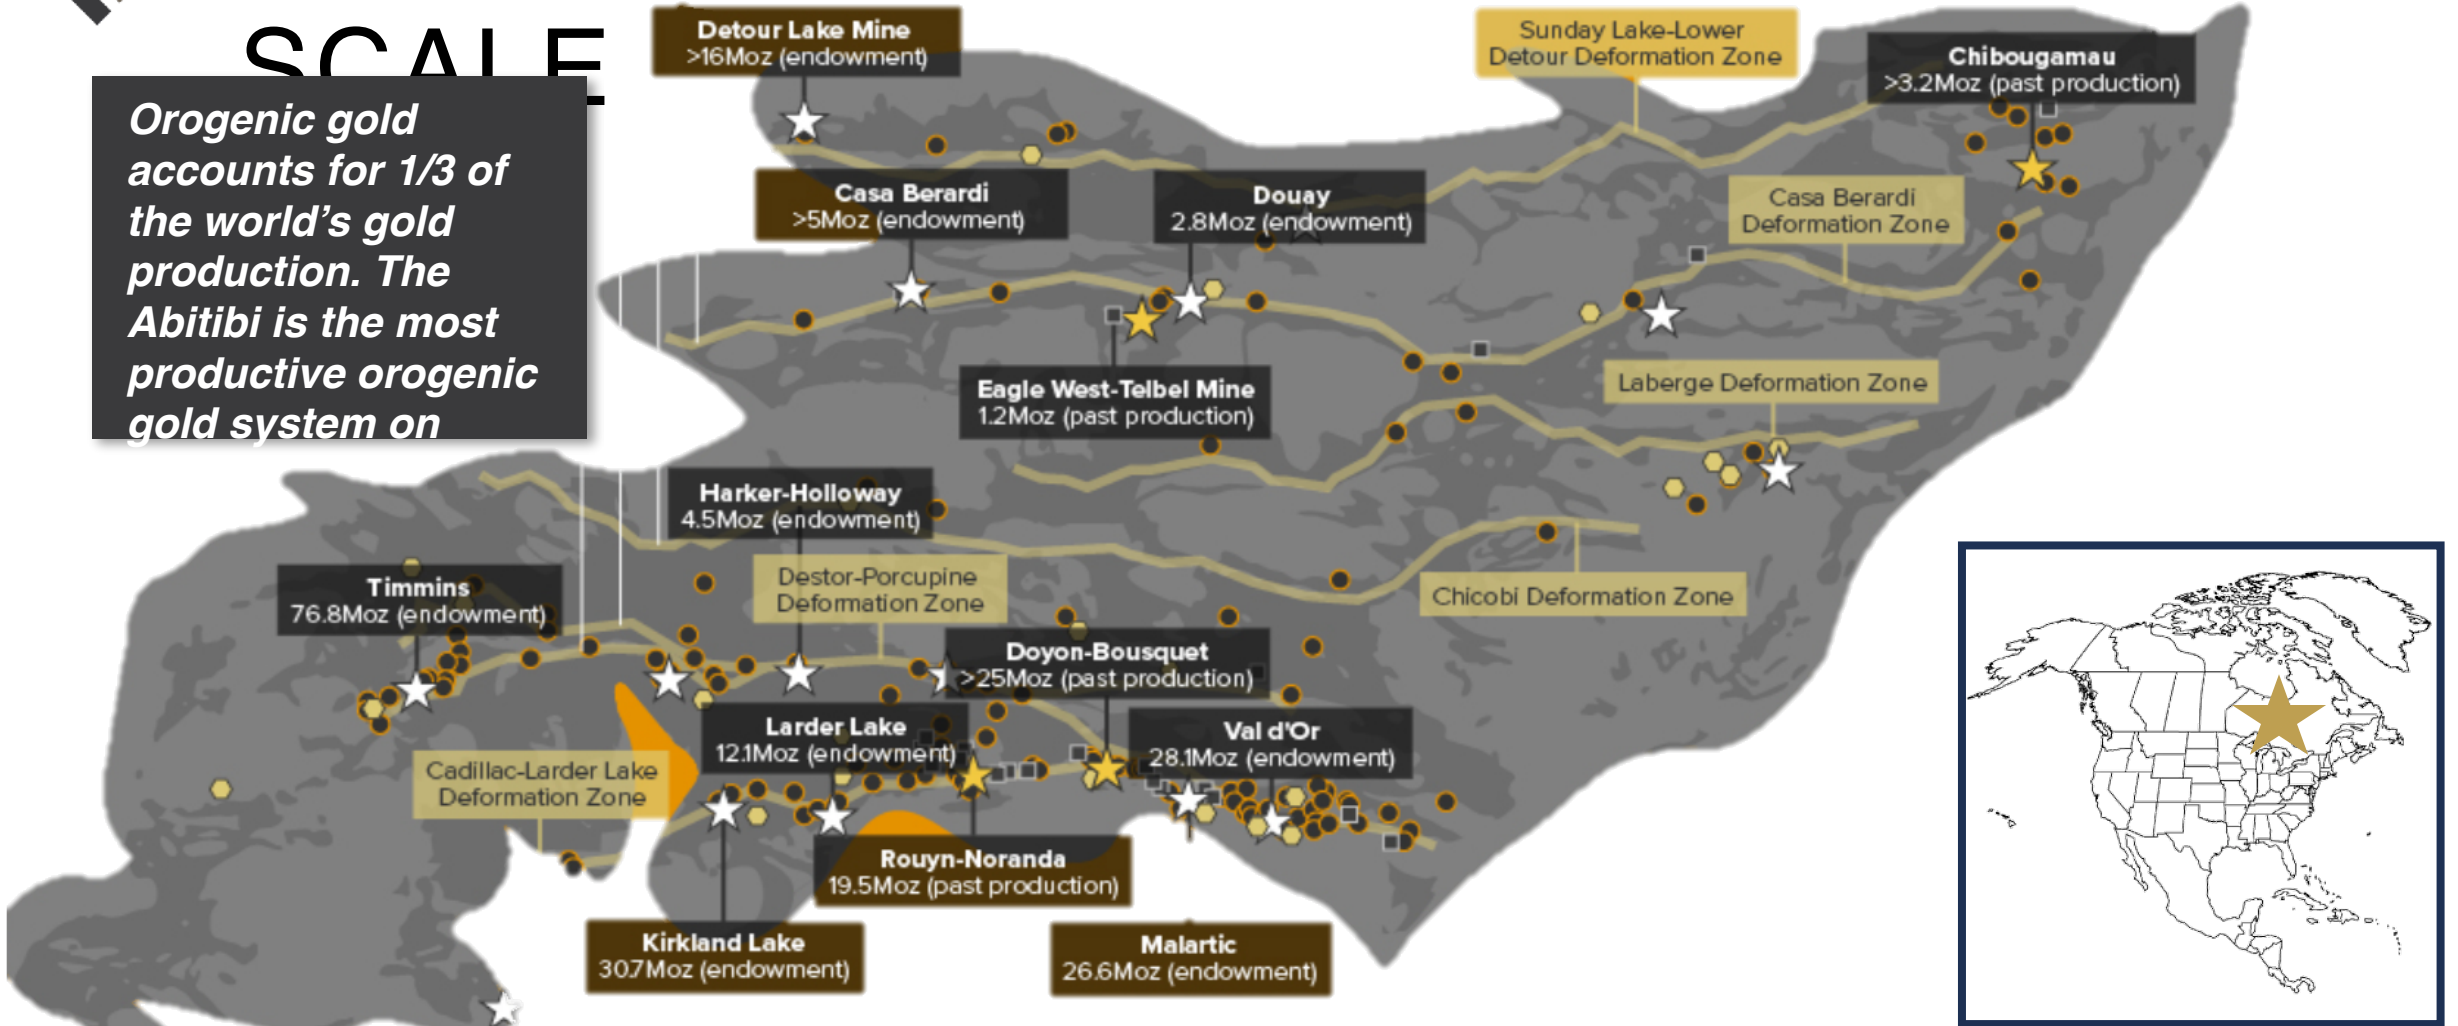 SCALE
Orogenic gold
accounts for 1/3 of
the world’s gold
production. The
Abitibi is the most
productive orogenic
gold system on
Detour Lake Mine
>16Moz (endowment)
Sunday Lake-Lower
Detour Deformation Zone
Chibougamau
>3.2Moz (past production)
Casa Berardi
>5Moz (endowment)
Douay
2.8Moz (endowment)
Casa Berardi
Deformation Zone
Eagle West-Telbel Mine
1.2Moz (past production)
Laberge Deformation Zone
Harker-Holloway
4.5Moz (endowment)
Timmins
76.8Moz (endowment)
Destor-Porcupine
Deformation Zone
Chicobi Deformation Zone
Doyon-Bousquet
>25Moz (past production)
Larder Lake
12.1Moz (endowment)
Val d'Or
28.1Moz (endowment)
Cadillac-Larder Lake
Deformation Zone
Rouyn-Noranda
19.5Moz (past production)
Kirkland Lake
30.7Moz (endowment)
Malartic
26.6Moz (endowment)